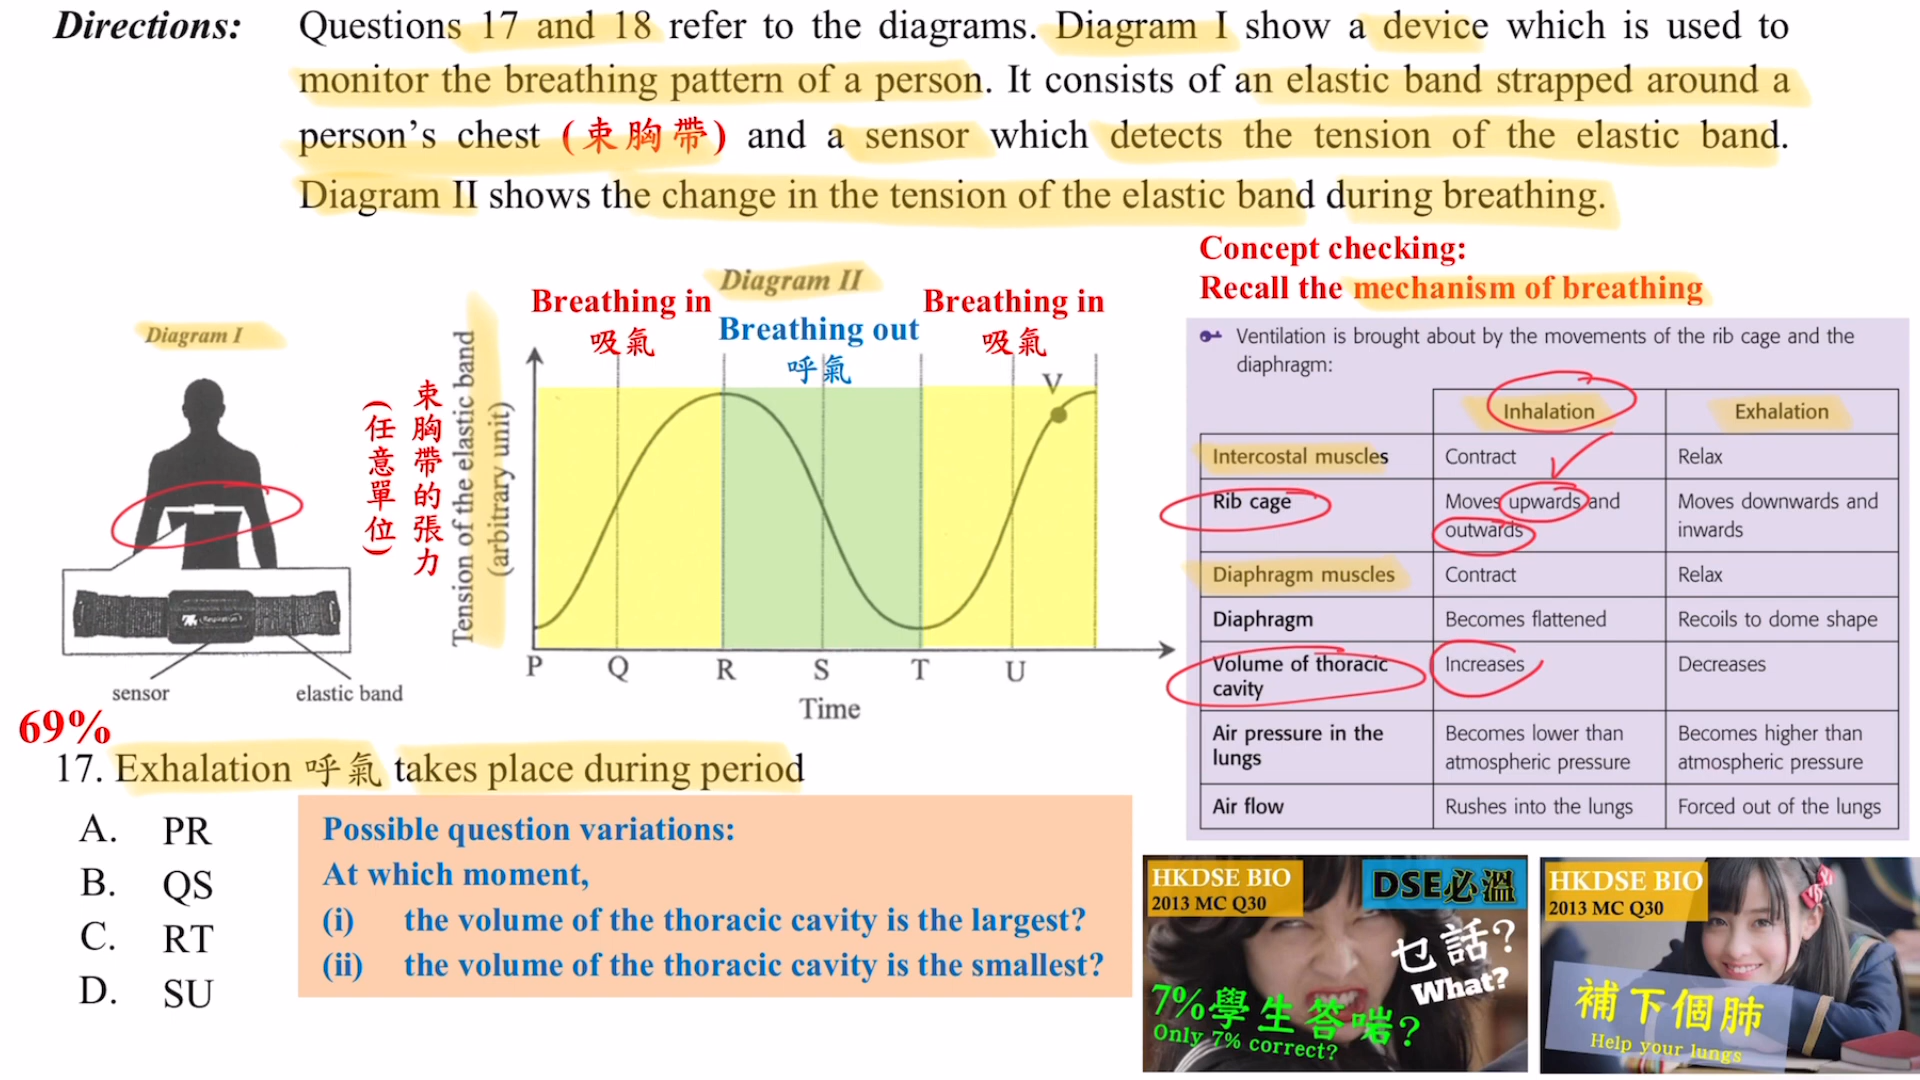 Directions: Questions 17 and 18 refer to the diagrams. Diagram I show a device which is used to
monitor the breathing pattern of a person. It consists of an elastic band strapped around a
person's chest (束胸帶) and a sensor which detects the tension of the elastic band.
Diagram II shows the change in the tension of the elastic band during breathing.
Diagram I
sensor
elastic band
Diagram II
Breathing in
吸氣
Breathing out
呼氣
Breathing in
吸氣
束胸帶的張力
(任意單位)
Tension of the elastic band
(arbitrary unit)
V
P Q R S T U
Time
Concept checking:
Recall the mechanism of breathing
Ventilation is brought about by the movements of the rib cage and the
diaphragm:
Inhalation Exhalation
Intercostal muscles Contract Relax
Rib cage Moves upwards and Moves downwards and
outwards inwards
Diaphragm muscles Contract Relax
Diaphragm Becomes flattened Recoils to dome shape
Volume of thoracic Increases Decreases
cavity
Air pressure in the Becomes lower than Becomes higher than
lungs atmospheric pressure atmospheric pressure
Air flow Rushes into the lungs Forced out of the lungs
69%
17. Exhalation 呼氣 takes place during period
A. PR
B. QS
C. RT
D. SU
Possible question variations:
At which moment,
(i) the volume of the thoracic cavity is the largest?
(ii) the volume of the thoracic cavity is the smallest?
HKDSE BIO
2013 MC Q30
DSE必溫
乜話?
What?
7%學生答啱?
Only 7% correct?
HKDSE BIO
2013 MC Q30
補下個肺
Help your lungs